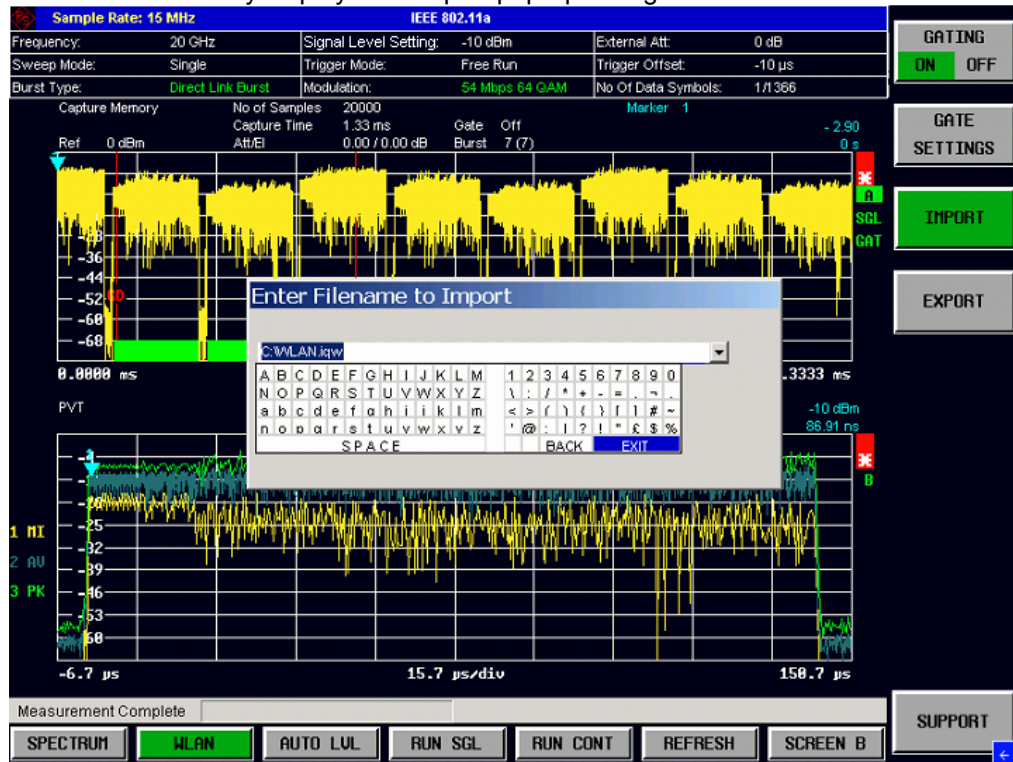 Sample Rate: 15 MHz IEEE 802.11a
Frequency: 20 GHz Signal Level Setting: -10 dBm External Att: 0 dB
Sweep Mode: Single Trigger Mode: Free Run Trigger Offset: -10 µs
Burst Type: Direct Link Burst Modulation: 54 Mbps 64 QAM No Of Data Symbols: 1/1366
Capture Memory No of Samples 20000 Marker 1
Capture Time 1.33 ms Gate Off - 2.90
Ref 0 dBm Att/El 0.00 / 0.00 dB Burst 7 (7) 0 s
A
SGL
GAT
-36
-44
-52
-60
-68
GD
0.0000 ms .3333 ms
Enter Filename to Import
C:\WLAN.iqw
A B C D E F G H I J K L M 1 2 3 4 5 6 7 8 9 0
N O P Q R S T U V W X Y Z \ : / * + - = . ¬ .
a b c d e f g h i j k l m < > ( ) { } [ ] # ~
n o p q r s t u v w x y z ' @ : | ? ! " £ $ %
SPACE BACK EXIT
PVT -10 dBm
86.91 ns
B
1 MI
2 AV
3 PK
-25
-32
-39
-46
-53
-60
-6.7 µs 15.7 µs/div 150.7 µs
Measurement Complete
SPECTRUM WLAN AUTO LVL RUN SGL RUN CONT REFRESH SCREEN B
GATING
ON OFF
GATE
SETTINGS
IMPORT
EXPORT
SUPPORT